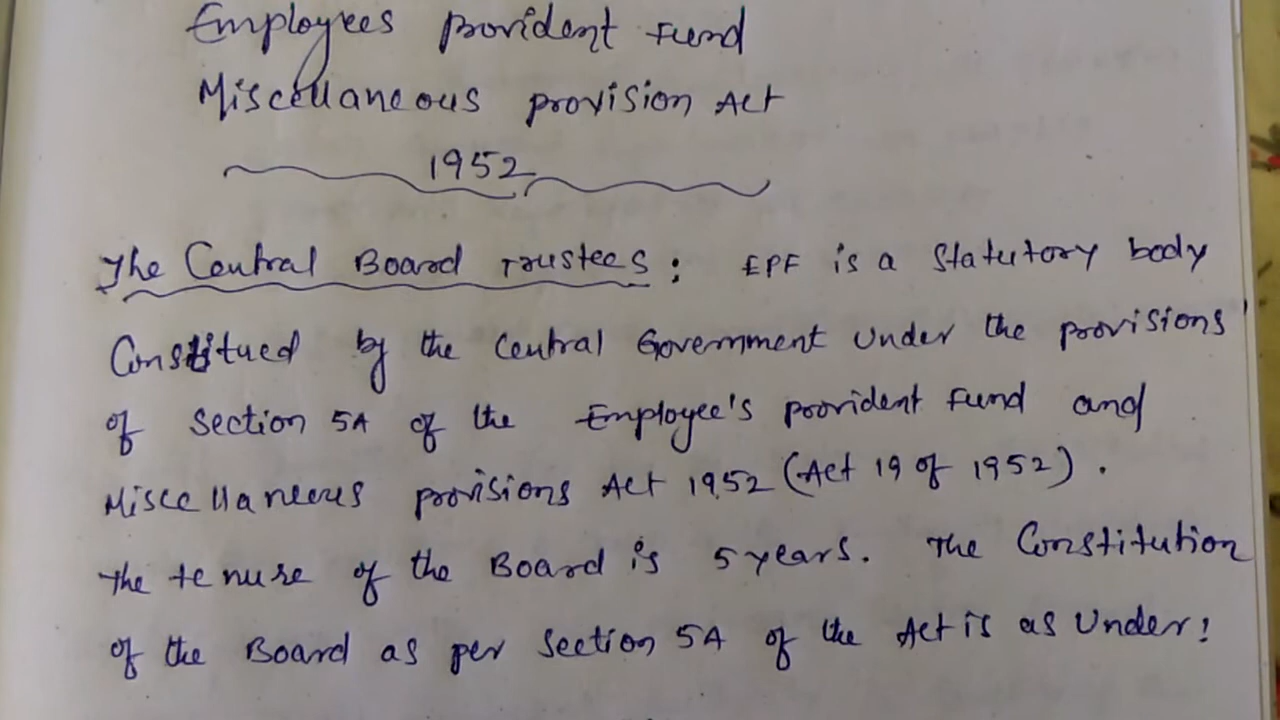 Employees provident Fund
Miscellaneous provision Act
1952
The Central Board Trustees : EPF is a Statutory body
Constitued by the Central Government Under the provisions
of Section 5A of the Employee's provident Fund and
Miscellaneous provisions Act 1952 (Act 19 of 1952) .
The tenure of the Board is 5 years. The Constitution
of the Board as per Section 5A of the Act is as Under: